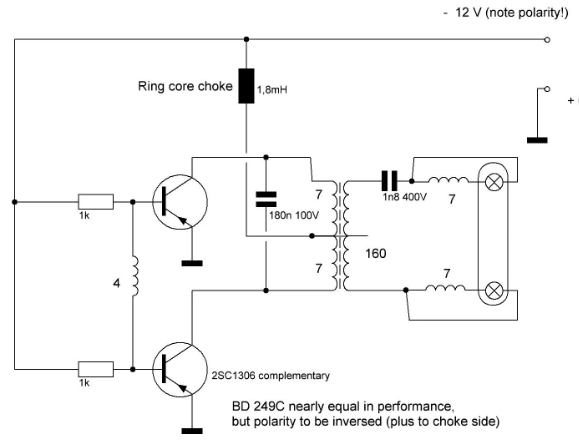 - 12 V (note polarity!)
Ring core choke
1,8mH
+
1k
7
180n 100V
1n8 400V
7
4
7
160
7
1k
2SC1306 complementary
BD 249C nearly equal in performance,
but polarity to be inversed (plus to choke side)